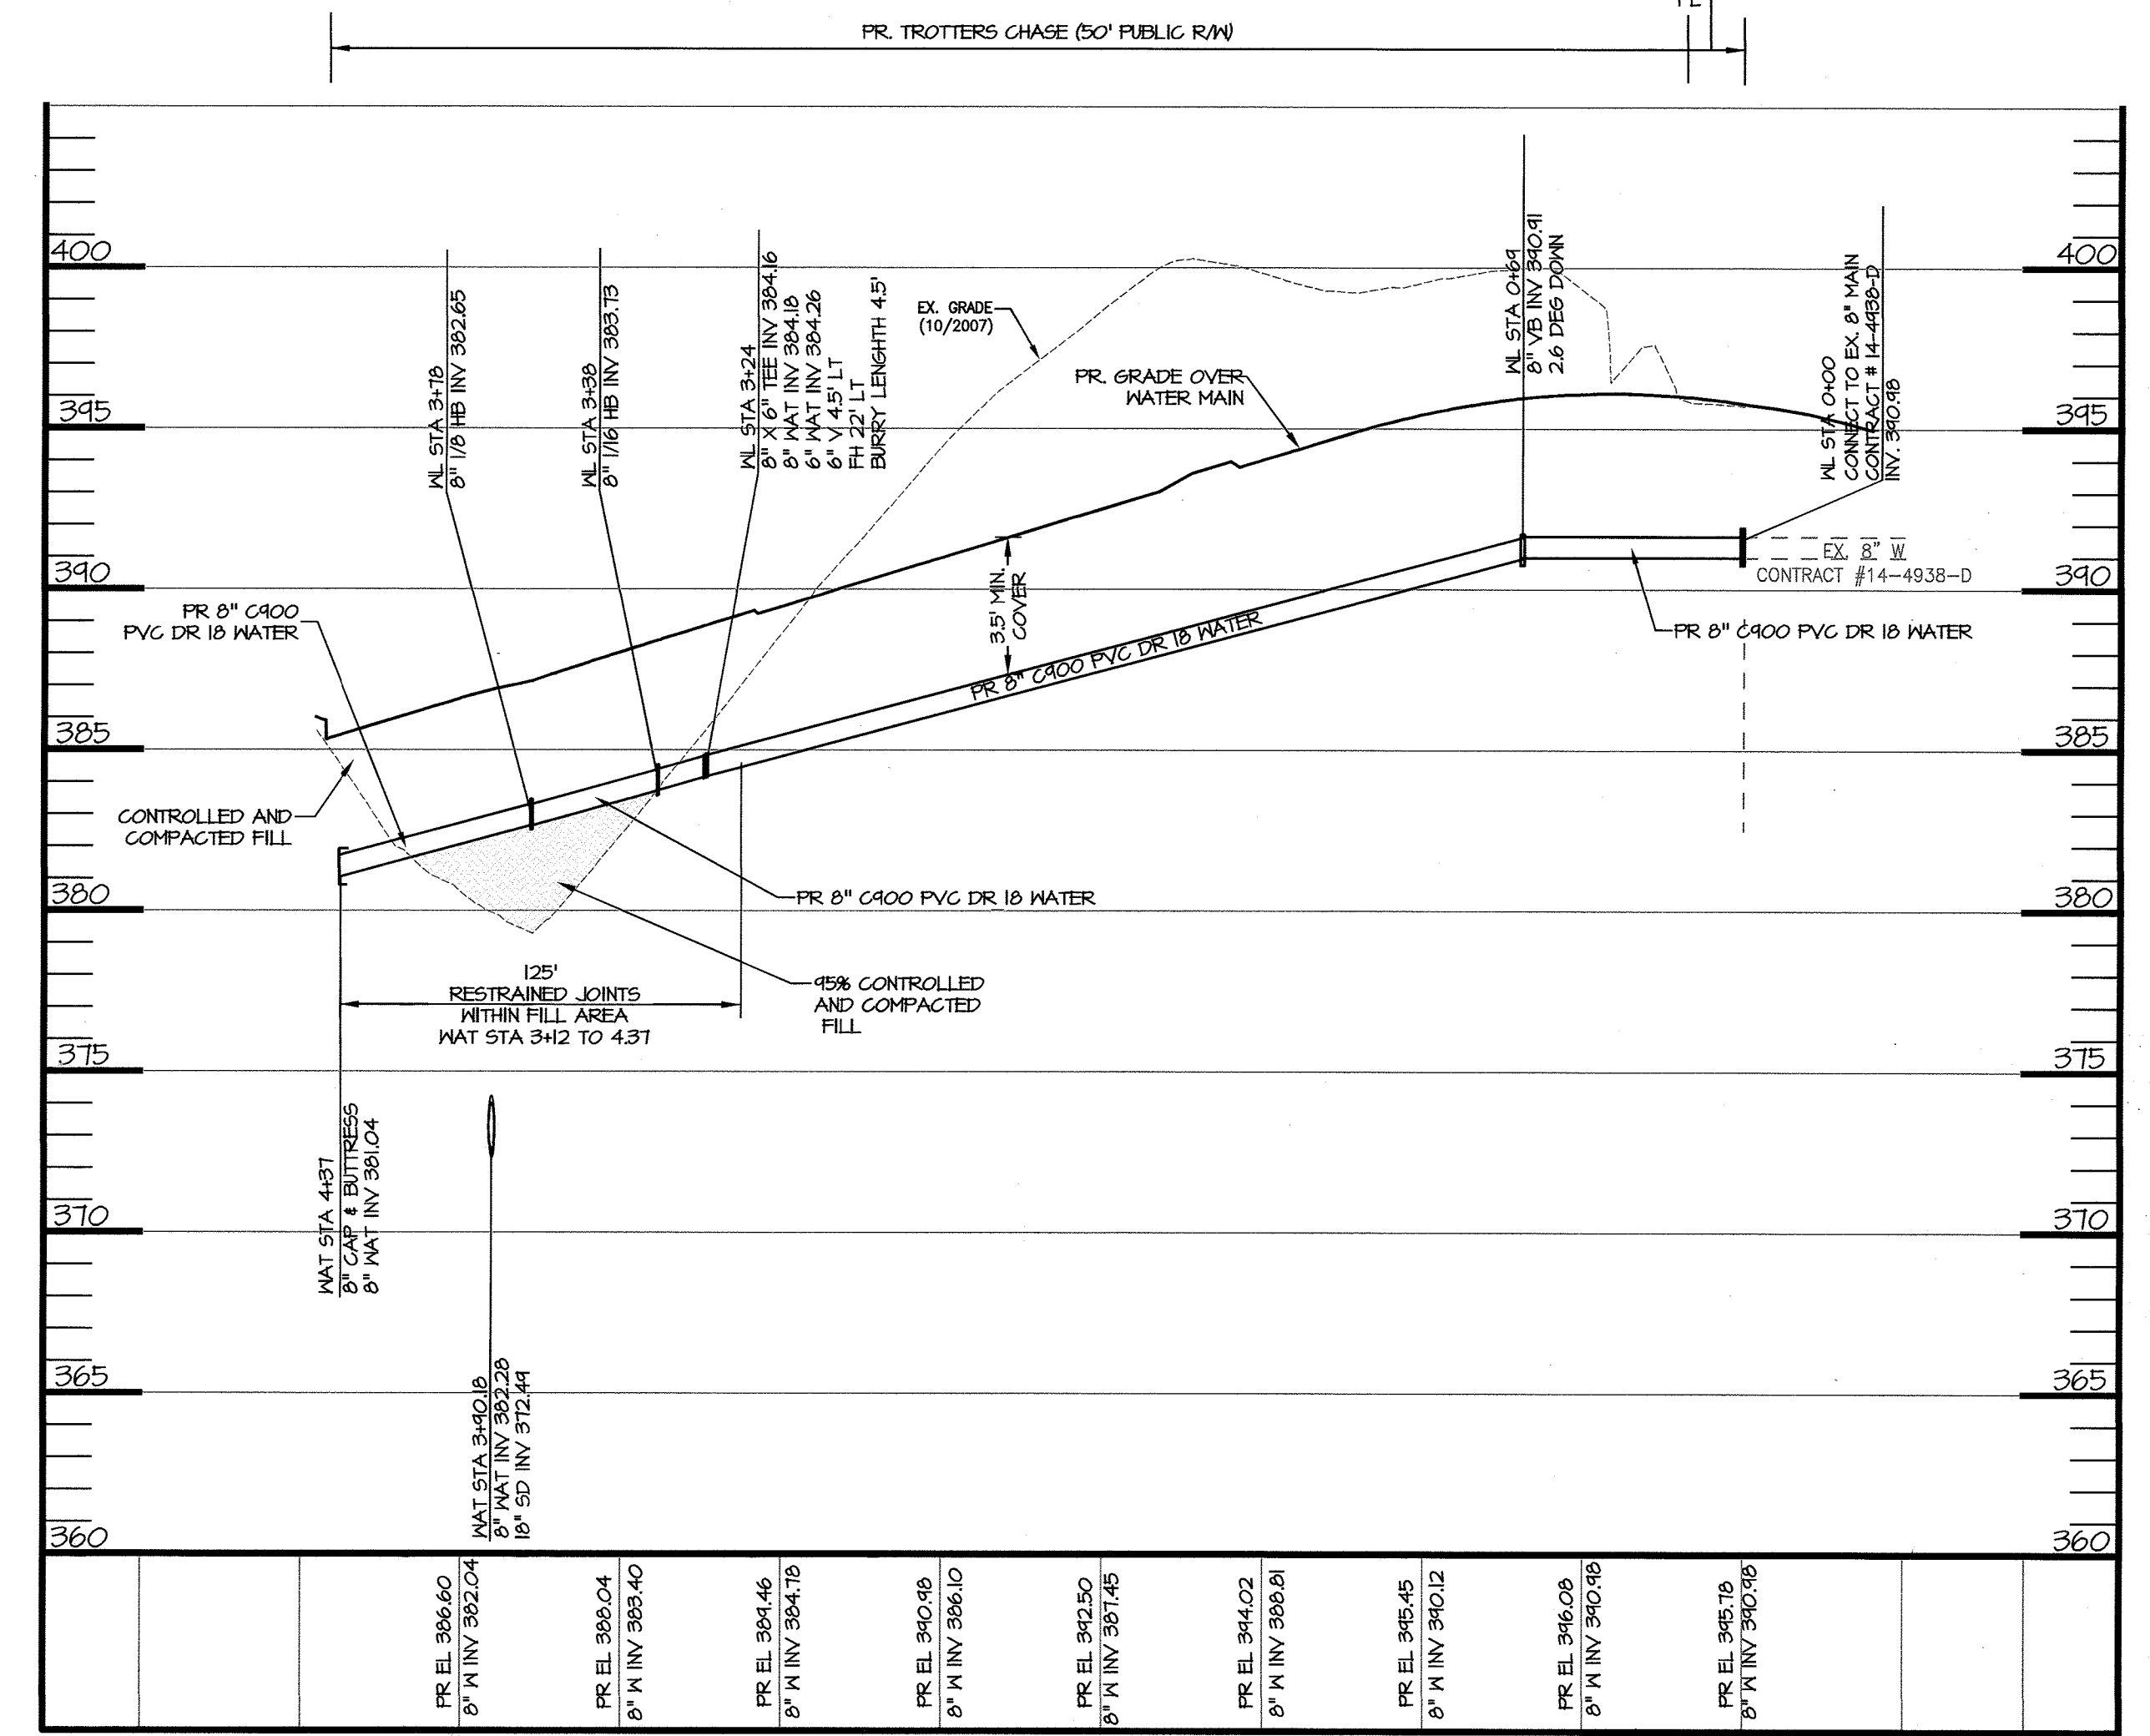 PR. TROTTERS CHASE (50' PUBLIC R/W)
400
395
390
385
380
375
370
365
360
400
395
390
385
380
375
370
365
360
WL STA 3+78
8" 1/8 HB INV 382.65
WL STA 3+38
8" 1/16 HB INV 383.73
WL STA 3+24
8" X 6" TEE INV 384.16
8" WAT INV 384.18
6" WAT INV 384.26
6" V 4.5' LT
FH 22' LT
BURRY LENGHTH 4.5'
EX. GRADE
(10/2007)
PR. GRADE OVER
WATER MAIN
WL STA 0+69
8" VB INV 390.91
2.6 DEG DOWN
WL STA 0+00
CONNECT TO EX. 8" MAIN
CONTRACT # 14-4938-D
INV. 390.98
EX. 8" W
CONTRACT #14-4938-D
PR 8" C900 PVC DR 18 WATER
3.5' MIN.
COVER
PR 8" C900 PVC DR 18 WATER
PR 8" C900
PVC DR 18 WATER
CONTROLLED AND
COMPACTED FILL
PR 8" C900 PVC DR 18 WATER
95% CONTROLLED
AND COMPACTED
FILL
125'
RESTRAINED JOINTS
WITHIN FILL AREA
WAT STA 3+12 TO 4.37
WAT STA 4+37
8" CAP & BUTTRESS
8" WAT INV 381.04
WAT STA 3+90.18
8" WAT INV 382.28
18" SD INV 372.49
PR EL 386.60
8" W INV 382.04
PR EL 388.04
8" W INV 383.40
PR EL 389.46
8" W INV 384.78
PR EL 390.98
8" W INV 386.10
PR EL 392.50
8" W INV 387.45
PR EL 394.02
8" W INV 388.81
PR EL 395.45
8" W INV 390.12
PR EL 396.08
8" W INV 390.98
PR EL 395.78
8" W INV 390.98